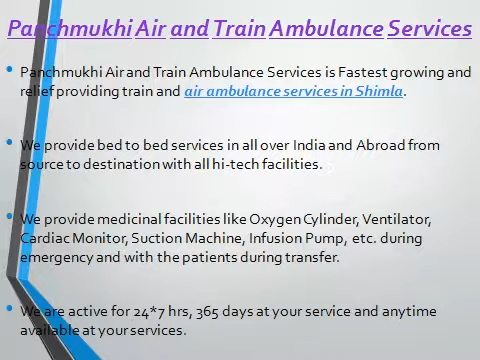 Panchmukhi Air and Train Ambulance Services
• Panchmukhi Air and Train Ambulance Services is Fastest growing and
relief providing train and air ambulance services in Shimla.
• We provide bed to bed services in all over India and Abroad from
source to destination with all hi-tech facilities.
• We provide medicinal facilities like Oxygen Cylinder, Ventilator,
Cardiac Monitor, Suction Machine, Infusion Pump, etc. during
emergency and with the patients during transfer.
• We are active for 24*7 hrs, 365 days at your service and anytime
available at your services.